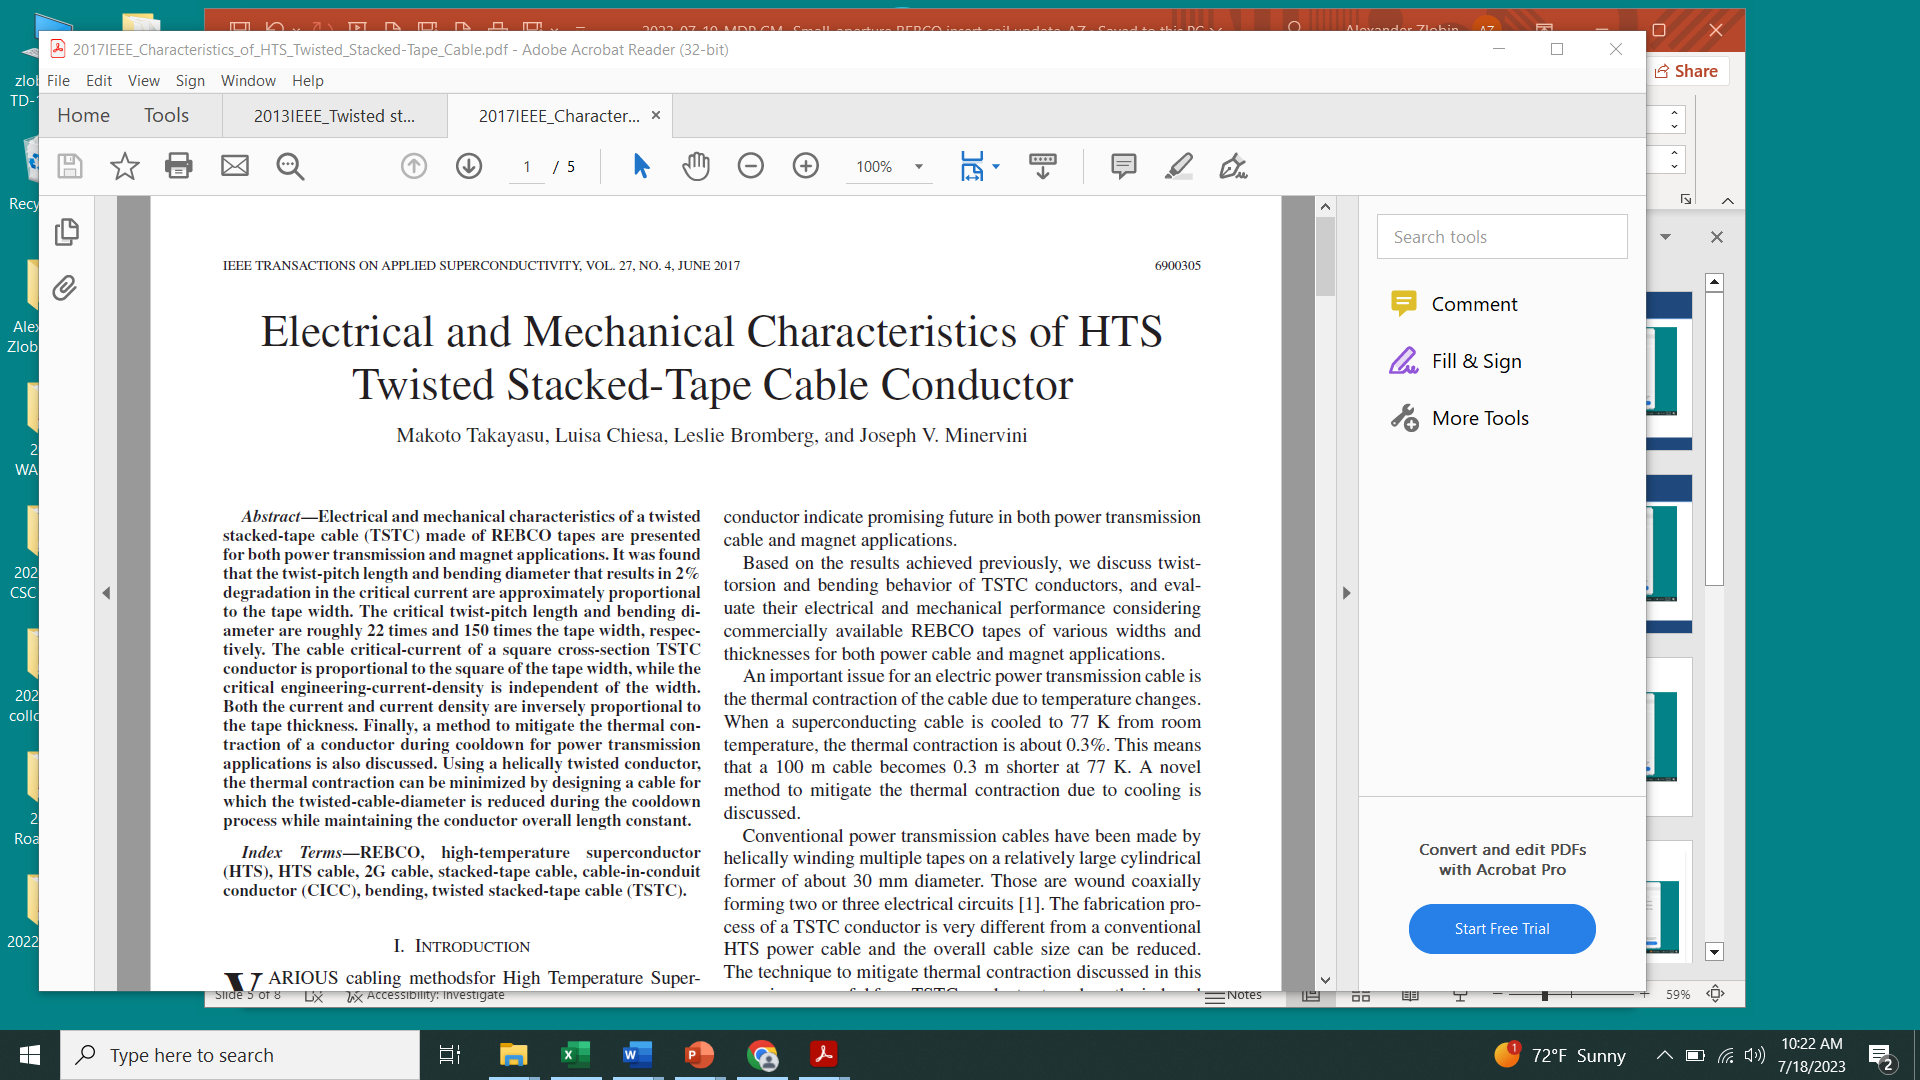 2017IEEE_Characteristics_of_HTS_Twisted_Stacked-Tape_Cable.pdf - Adobe Acrobat Reader (32-bit)
File Edit View Sign Window Help
Home Tools 2013IEEE_Twisted st... 2017IEEE_Character...
1 / 5 100%
Share
IEEE TRANSACTIONS ON APPLIED SUPERCONDUCTIVITY, VOL. 27, NO. 4, JUNE 2017 6900305
Electrical and Mechanical Characteristics of HTS
Twisted Stacked-Tape Cable Conductor
Makoto Takayasu, Luisa Chiesa, Leslie Bromberg, and Joseph V. Minervini
Abstract—Electrical and mechanical characteristics of a twisted
stacked-tape cable (TSTC) made of REBCO tapes are presented
for both power transmission and magnet applications. It was found
that the twist-pitch length and bending diameter that results in 2%
degradation in the critical current are approximately proportional
to the tape width. The critical twist-pitch length and bending di-
ameter are roughly 22 times and 150 times the tape width, respec-
tively. The cable critical-current of a square cross-section TSTC
conductor is proportional to the square of the tape width, while the
critical engineering-current-density is independent of the width.
Both the current and current density are inversely proportional to
the tape thickness. Finally, a method to mitigate the thermal con-
traction of a conductor during cooldown for power transmission
applications is also discussed. Using a helically twisted conductor,
the thermal contraction can be minimized by designing a cable for
which the twisted-cable-diameter is reduced during the cooldown
process while maintaining the conductor overall length constant.
Index Terms—REBCO, high-temperature superconductor
(HTS), HTS cable, 2G cable, stacked-tape cable, cable-in-conduit
conductor (CICC), bending, twisted stacked-tape cable (TSTC).
I. INTRODUCTION
VARIOUS cabling methodsfor High Temperature Super-
conductor indicate promising future in both power transmission
cable and magnet applications.
Based on the results achieved previously, we discuss twist-
torsion and bending behavior of TSTC conductors, and eval-
uate their electrical and mechanical performance considering
commercially available REBCO tapes of various widths and
thicknesses for both power cable and magnet applications.
An important issue for an electric power transmission cable is
the thermal contraction of the cable due to temperature changes.
When a superconducting cable is cooled to 77 K from room
temperature, the thermal contraction is about 0.3%. This means
that a 100 m cable becomes 0.3 m shorter at 77 K. A novel
method to mitigate the thermal contraction due to cooling is
discussed.
Conventional power transmission cables have been made by
helically winding multiple tapes on a relatively large cylindrical
former of about 30 mm diameter. Those are wound coaxially
forming two or three electrical circuits [1]. The fabrication pro-
cess of a TSTC conductor is very different from a conventional
HTS power cable and the overall cable size can be reduced.
The technique to mitigate thermal contraction discussed in this
Search tools
Comment
Fill & Sign
More Tools
Convert and edit PDFs
with Acrobat Pro
Start Free Trial
Slide 5 of 8 Accessibility: Investigate Notes 59%
Type here to search
72°F Sunny
10:22 AM
7/18/2023
2